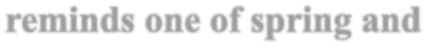 reminds one of spring and